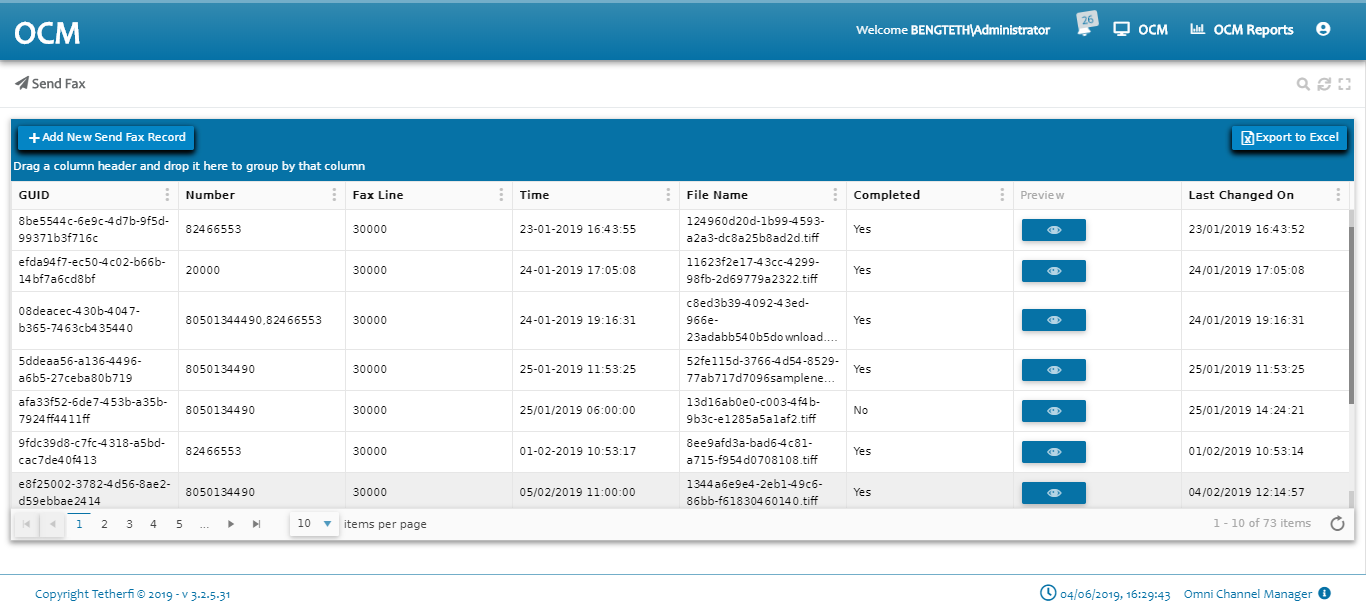 OCM
Welcome BENGTETH\Administrator
26
OCM
OCM Reports
Send Fax
Add New Send Fax Record
Export to Excel
Drag a column header and drop it here to group by that column
GUID Number Fax Line Time File Name Completed Preview Last Changed On
8be5544c-6e9c-4d7b-9f5d-
99371b3f716c
82466553 30000 23-01-2019 16:43:55
124960d20d-1b99-4593-
a2a3-dc8a25b8ad2d.tiff
Yes 23/01/2019 16:43:52
efda94f7-ec50-4c02-b66b-
14bf7a6cd8bf
20000 30000 24-01-2019 17:05:08
11623f2e17-43cc-4299-
98fb-2d69779a2322.tiff
Yes 24/01/2019 17:05:08
08deacec-430b-4047-
b365-7463cb435440
80501344490,82466553 30000 24-01-2019 19:16:31
c8ed3b39-4092-43ed-
966e-
23adabb540b5download....
Yes 24/01/2019 19:16:31
5ddeaa56-a136-4496-
a6b5-27ceba80b719
8050134490 30000 25-01-2019 11:53:25
52fe115d-3766-4d54-8529-
77ab717d7096samplene...
Yes 25/01/2019 11:53:25
afa33f52-6de7-453b-a35b-
7924ff4411ff
8050134490 30000 25/01/2019 06:00:00
13d16ab0e0-c003-4f4b-
9b3c-e1285a5a1af2.tiff
No 25/01/2019 14:24:21
9fdc39d8-c7fc-4318-a5bd-
cac7de40f413
82466553 30000 01-02-2019 10:53:17
8ee9afd3a-bad6-4c81-
a715-f954d0708108.tiff
Yes 01/02/2019 10:53:14
e8f25002-3782-4d56-8ae2-
d59ebbae2414
8050134490 30000 05/02/2019 11:00:00
1344a6e9e4-2eb1-49c6-
86bb-f61830460140.tiff
Yes 04/02/2019 12:14:57
1 2 3 4 5 ... 10 items per page 1 - 10 of 73 items
Copyright Tetherfi © 2019 - v 3.2.5.31 04/06/2019, 16:29:43 Omni Channel Manager